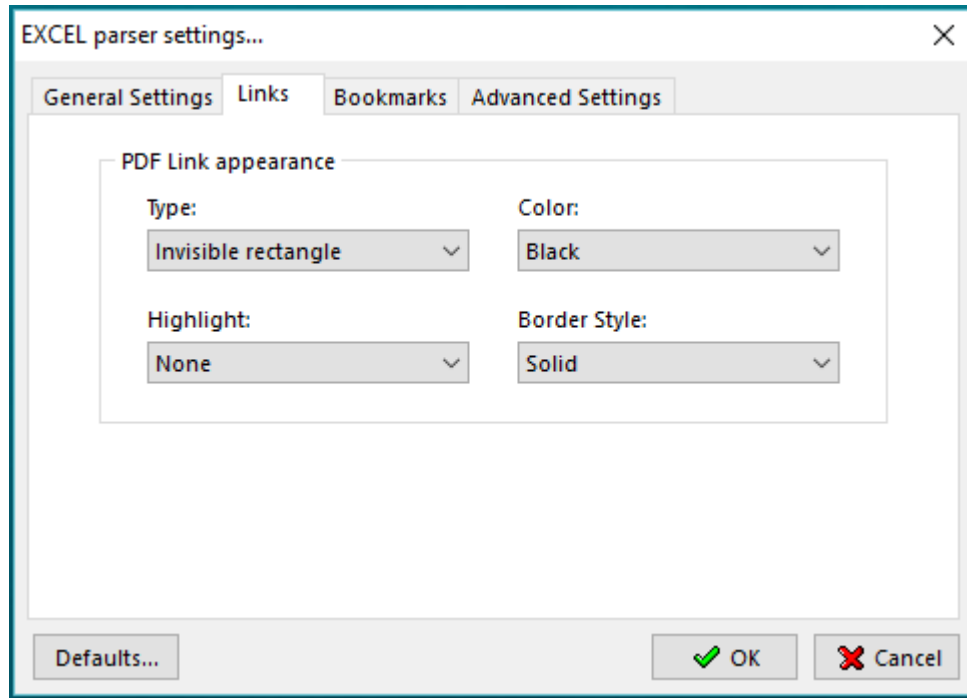 EXCEL parser settings...
General Settings Links Bookmarks Advanced Settings
PDF Link appearance
Type: Color:
Invisible rectangle Black
Highlight: Border Style:
None Solid
Defaults... OK Cancel